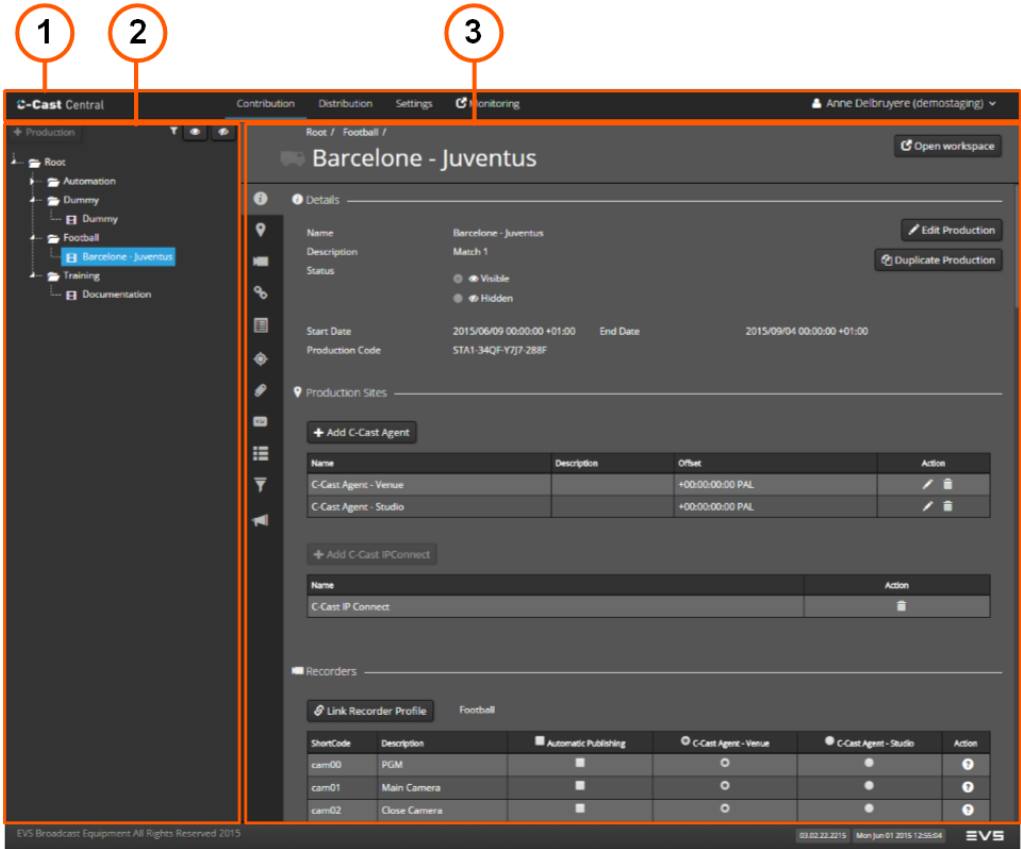 1 2 3
C-Cast Central Contribution Distribution Settings Monitoring Anne Delbruyere (demostaging)
+ Production
Root
Automation
Dummy
Dummy
Football
Barcelone - Juventus
Training
Documentation
Root / Football /
Barcelone - Juventus
Open workspace
Details
Name Barcelone - Juventus
Edit Production
Description Match 1
Duplicate Production
Status Visible
Hidden
Start Date 2015/06/09 00:00:00 +01:00 End Date 2015/09/04 00:00:00 +01:00
Production Code STA1-34QF-Y7J7-288F
Production Sites
+ Add C-Cast Agent
Name Description Offset Action
C-Cast Agent - Venue +00:00:00:00 PAL
C-Cast Agent - Studio +00:00:00:00 PAL
+ Add C-Cast IPConnect
Name Action
C-Cast IP Connect
Recorders
Link Recorder Profile Football
ShortCode Description Automatic Publishing C-Cast Agent - Venue C-Cast Agent - Studio Action
cam00 PGM
cam01 Main Camera
cam02 Close Camera
EVS Broadcast Equipment All Rights Reserved 2015 03.02.22.2215 Mon Jun 01 2015 12:55:04 EVS